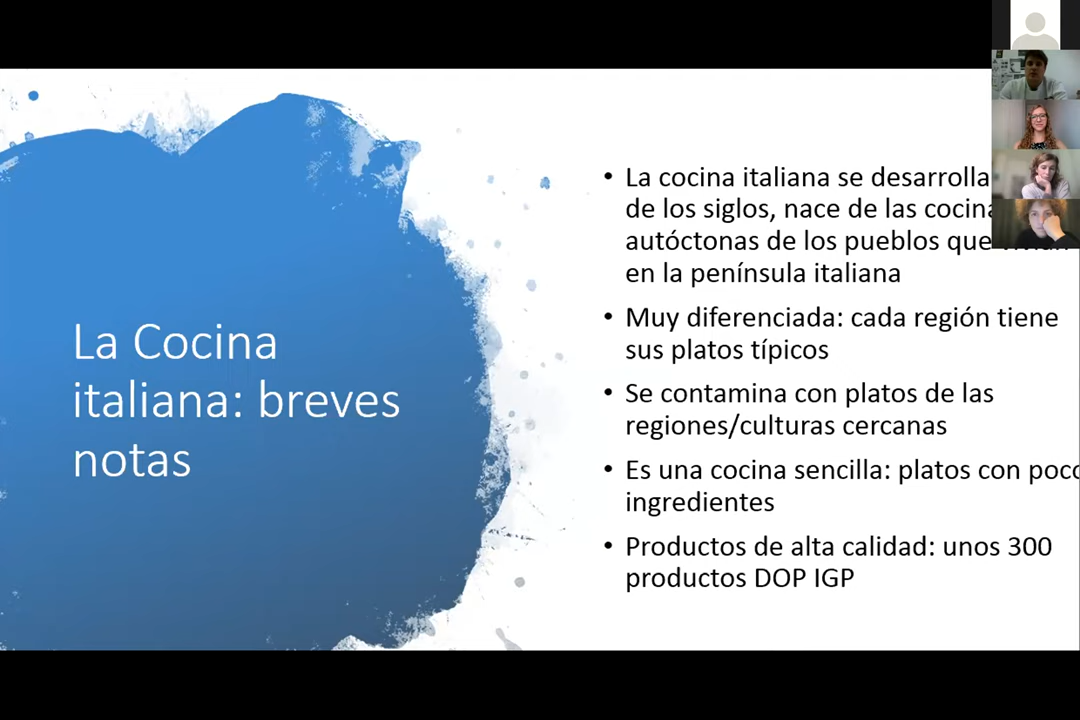 La Cocina
italiana: breves
notas
• La cocina italiana se desarrolla
de los siglos, nace de las
autóctonas de los pueblos que
en la península italiana
• Muy diferenciada: cada región tiene
sus platos típicos
• Se contamina con platos de las
regiones/culturas cercanas
• Es una cocina sencilla: platos con
ingredientes
• Productos de alta calidad: unos 300
productos DOP IGP